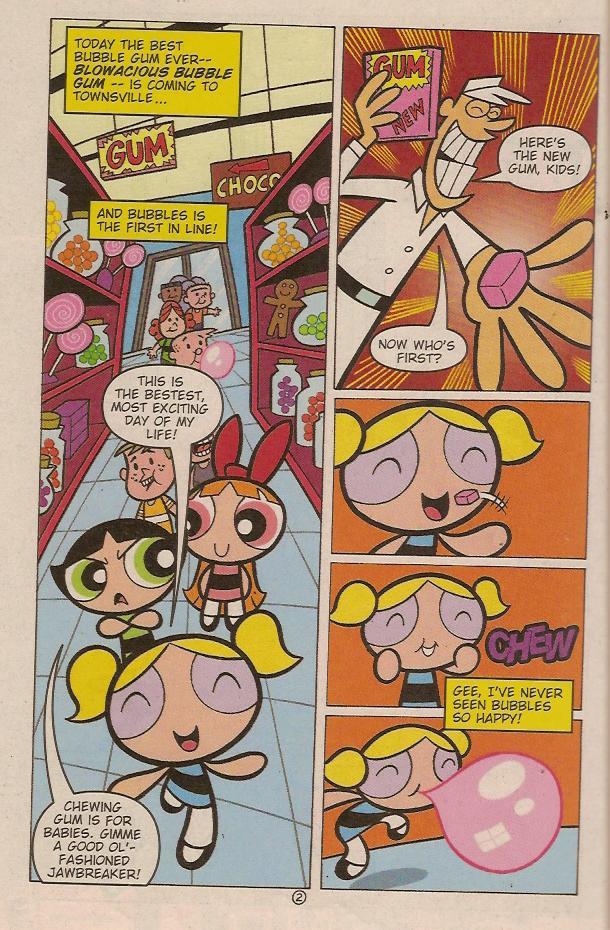 TODAY THE BEST
BUBBLE GUM EVER--
BLOWACIOUS BUBBLE
GUM -- IS COMING TO
TOWNSVILLE...
GUM
CHOCO
AND BUBBLES IS
THE FIRST IN LINE!
THIS IS
THE BESTEST,
MOST EXCITING
DAY OF MY
LIFE!
CHEWING
GUM IS FOR
BABIES. GIMME
A GOOD OL'-
FASHIONED
JAWBREAKER!
GUM
NEW
HERE'S
THE NEW
GUM, KIDS!
NOW WHO'S
FIRST?
CHEW
GEE, I'VE NEVER
SEEN BUBBLES
SO HAPPY!
2